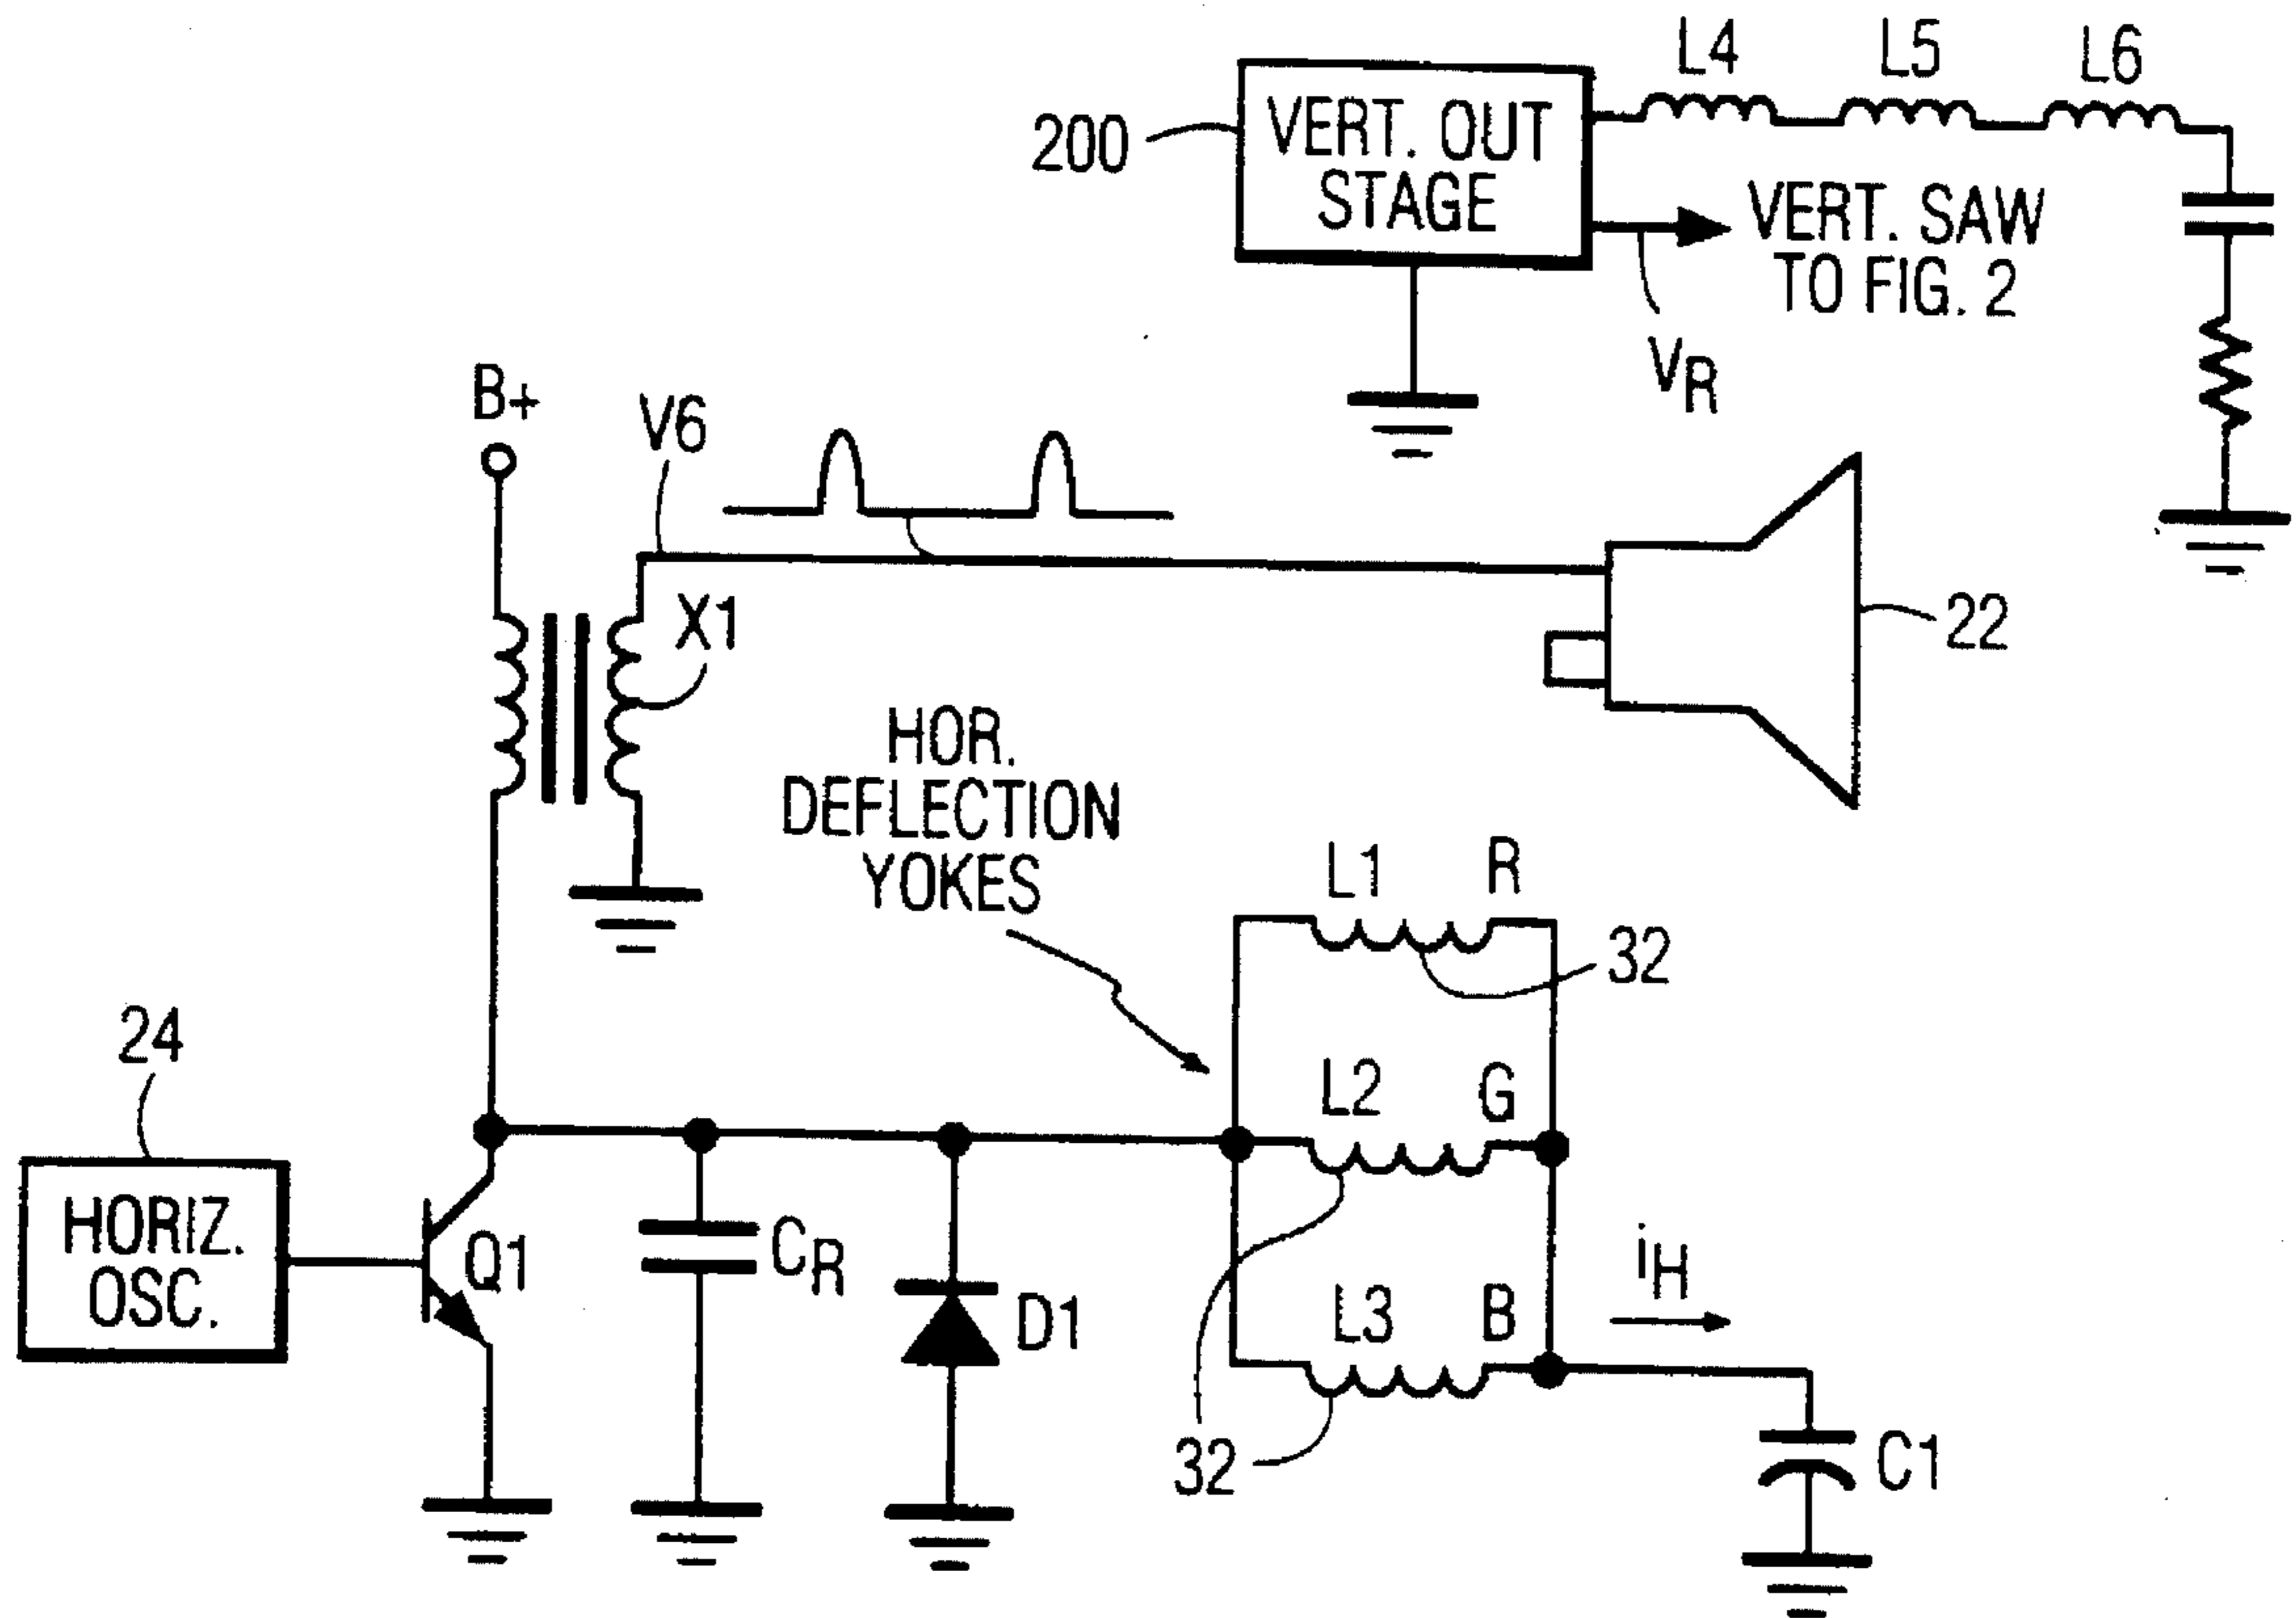 L4
L5
L6
200
VERT. OUT
STAGE
VERT. SAW
TO FIG. 2
VR
B+
V6
X1
22
HOR.
DEFLECTION
YOKES
L1
R
32
24
L2
G
HORIZ.
OSC.
Q1
CR
D1
L3
B
iH
32
C1